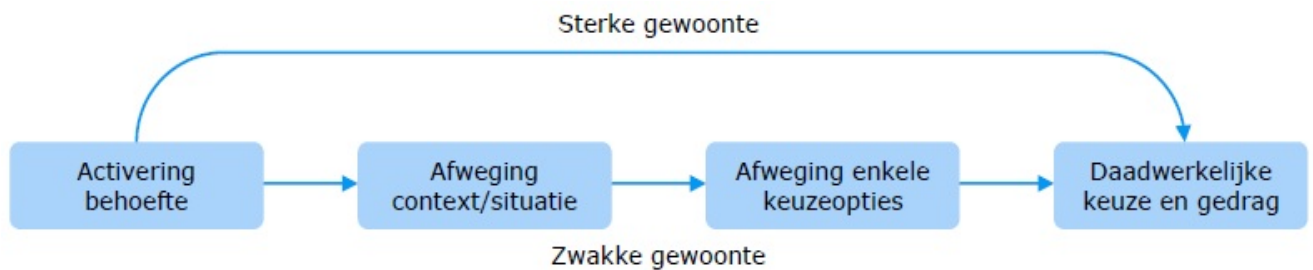 Sterke gewoonte
Activering
behoefte
Afweging
context/situatie
Afweging enkele
keuzeopties
Daadwerkelijke
keuze en gedrag
Zwakke gewoonte